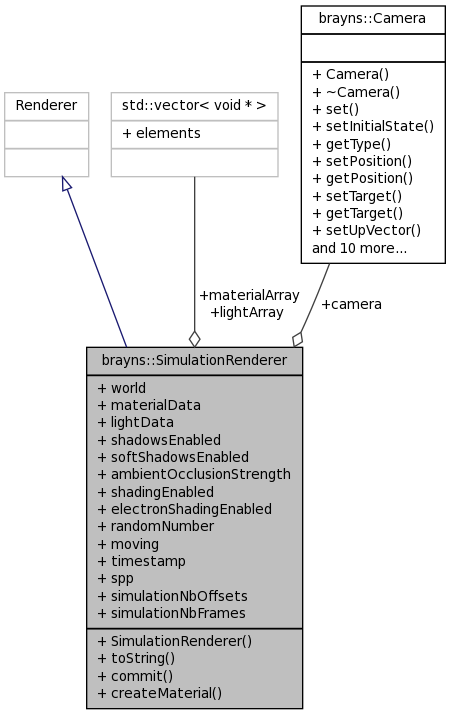 brayns::Camera
+ Camera()
+ ~Camera()
+ set()
+ setInitialState()
+ getType()
+ setPosition()
+ getPosition()
+ setTarget()
+ getTarget()
+ setUpVector()
and 10 more...
Renderer
std::vector< void * >
+ elements
+materialArray
+lightArray
+camera
brayns::SimulationRenderer
+ world
+ materialData
+ lightData
+ shadowsEnabled
+ softShadowsEnabled
+ ambientOcclusionStrength
+ shadingEnabled
+ electronShadingEnabled
+ randomNumber
+ moving
+ timestamp
+ spp
+ simulationNbOffsets
+ simulationNbFrames
+ SimulationRenderer()
+ toString()
+ commit()
+ createMaterial()